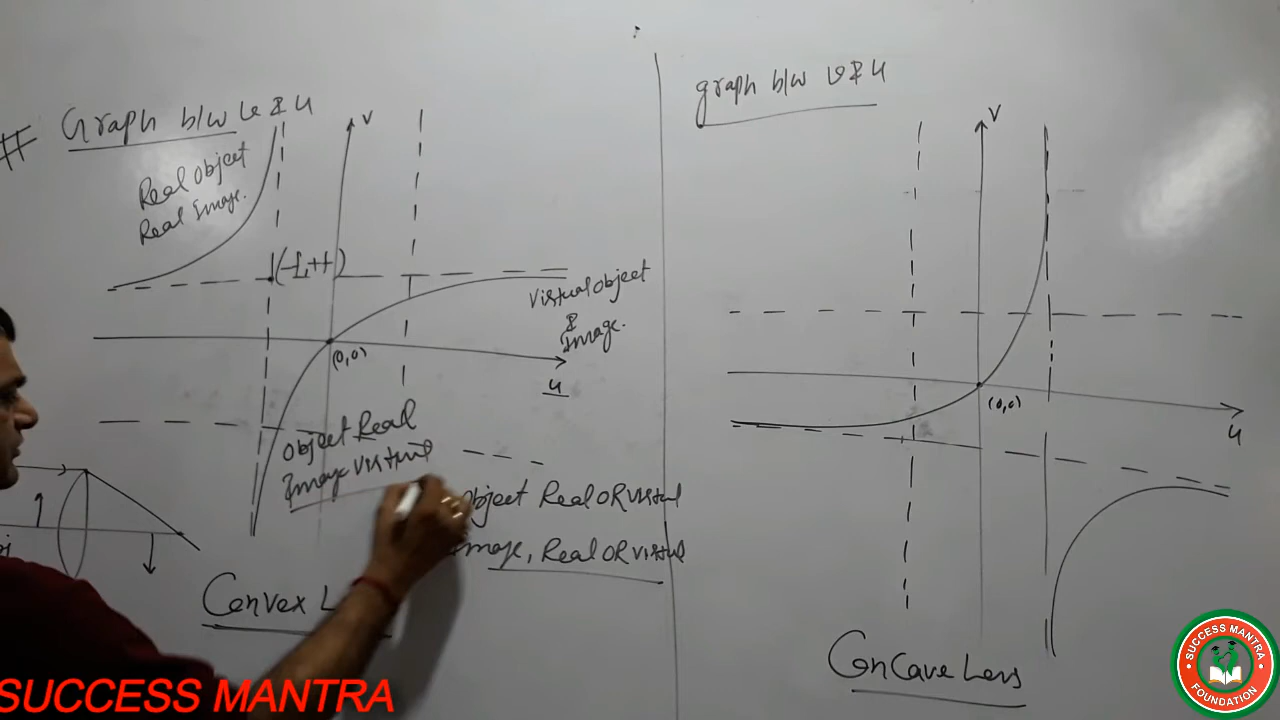 # Graph b/w v & u
Real Object
Real Image.
V
(-f, +f)
Virtual Object
&
Image.
(0,0)
u
Object Real
Image virtual
Object Real OR virtual
Image, Real OR virtual
Convex L
graph b/w v & u
V
(0,0)
u
Concave Lens
SUCCESS MANTRA
SUCCESS MANTRA
FOUNDATION